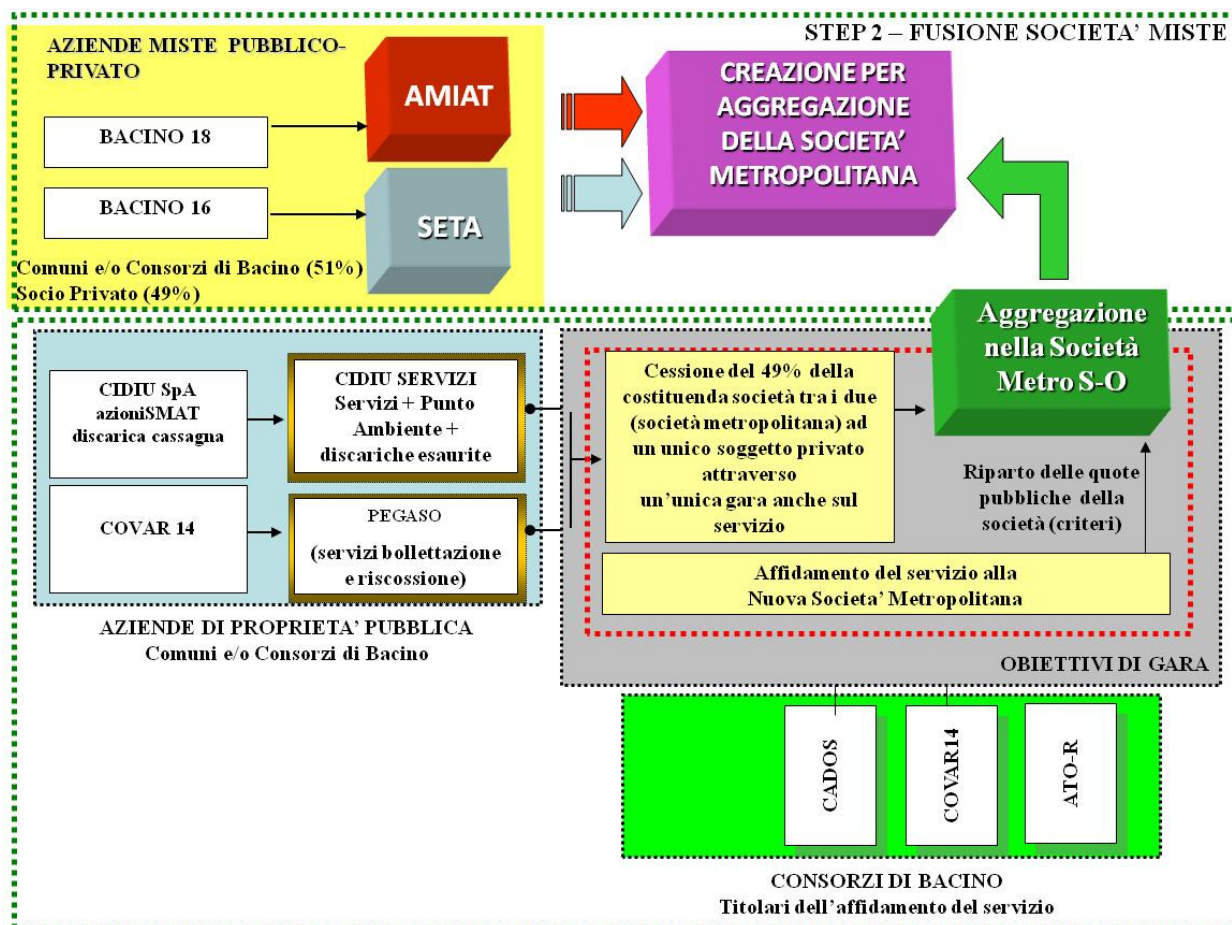 STEP 2 – FUSIONE SOCIETA’ MISTE
AZIENDE MISTE PUBBLICO-
PRIVATO
BACINO 18
BACINO 16
AMIAT
SETA
Comuni e/o Consorzi di Bacino (51%)
Socio Privato (49%)
CREAZIONE PER
AGGREGAZIONE
DELLA SOCIETA’
METROPOLITANA
Aggregazione
nella Società
Metro S-O
CIDIU SpA
azioniSMAT
discarica cassagna
CIDIU SERVIZI
Servizi + Punto
Ambiente +
discariche esaurite
COVAR 14
PEGASO
(servizi bollettazione
e riscossione)
AZIENDE DI PROPRIETA’ PUBBLICA
Comuni e/o Consorzi di Bacino
Cessione del 49% della
costituenda società tra i due
(società metropolitana) ad
un unico soggetto privato
attraverso
un’unica gara anche sul
servizio
Riparto delle quote
pubbliche della
società (criteri)
Affidamento del servizio alla
Nuova Societa’ Metropolitana
OBIETTIVI DI GARA
CADOS
COVAR14
ATO-R
CONSORZI DI BACINO
Titolari dell’affidamento del servizio